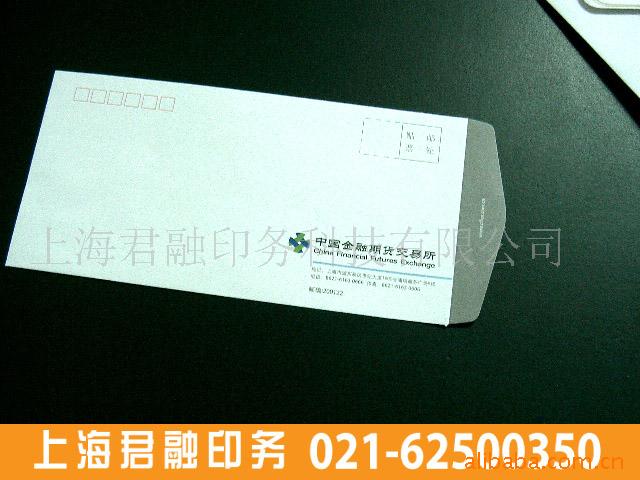 贴 邮
票 处
上海君融印务科技有限公司
中国金融期货交易所
China Financial Futures Exchange
邮编:200122
上海君融印务 021-62500350
alibaba.com.cn